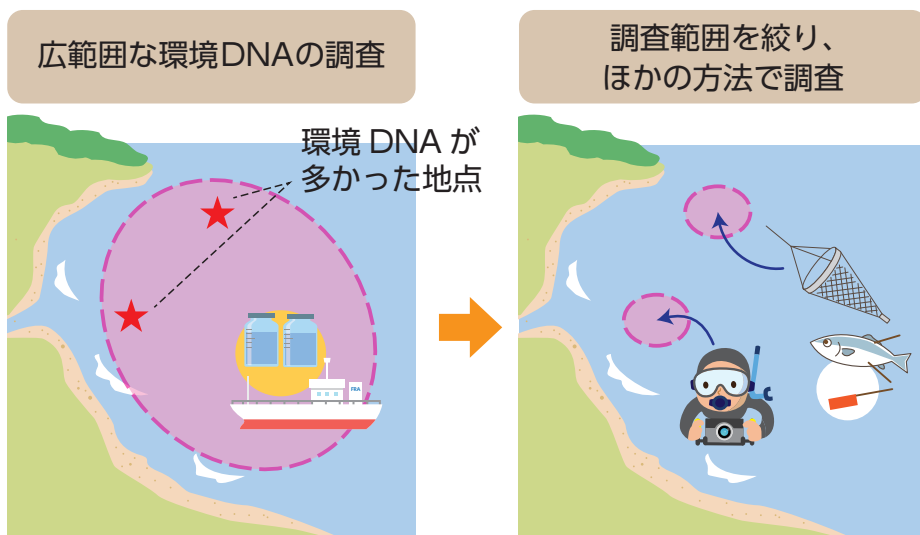 広範囲な環境DNAの調査
調査範囲を絞り、
ほかの方法で調査
環境 DNA が
多かった地点
FRA